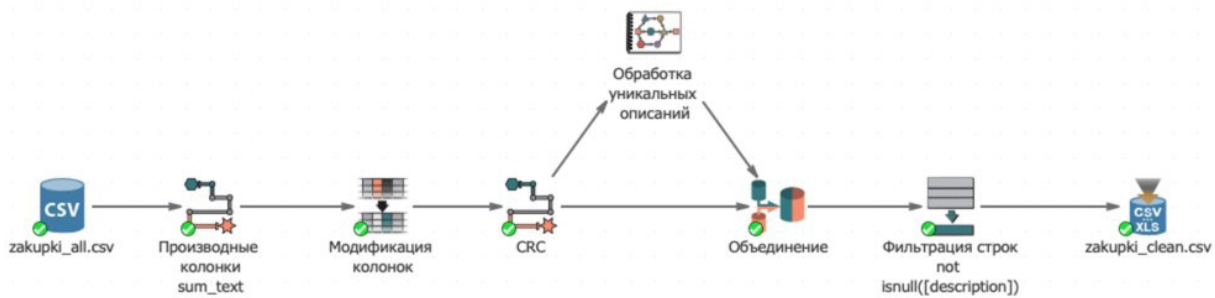 Обработка
уникальных
описаний
CSV
zakupki_all.csv
Производные
колонки
sum_text
Модификация
колонок
CRC
Объединение
Фильтрация строк
not
isnull([description])
CSV
XLS
zakupki_clean.csv